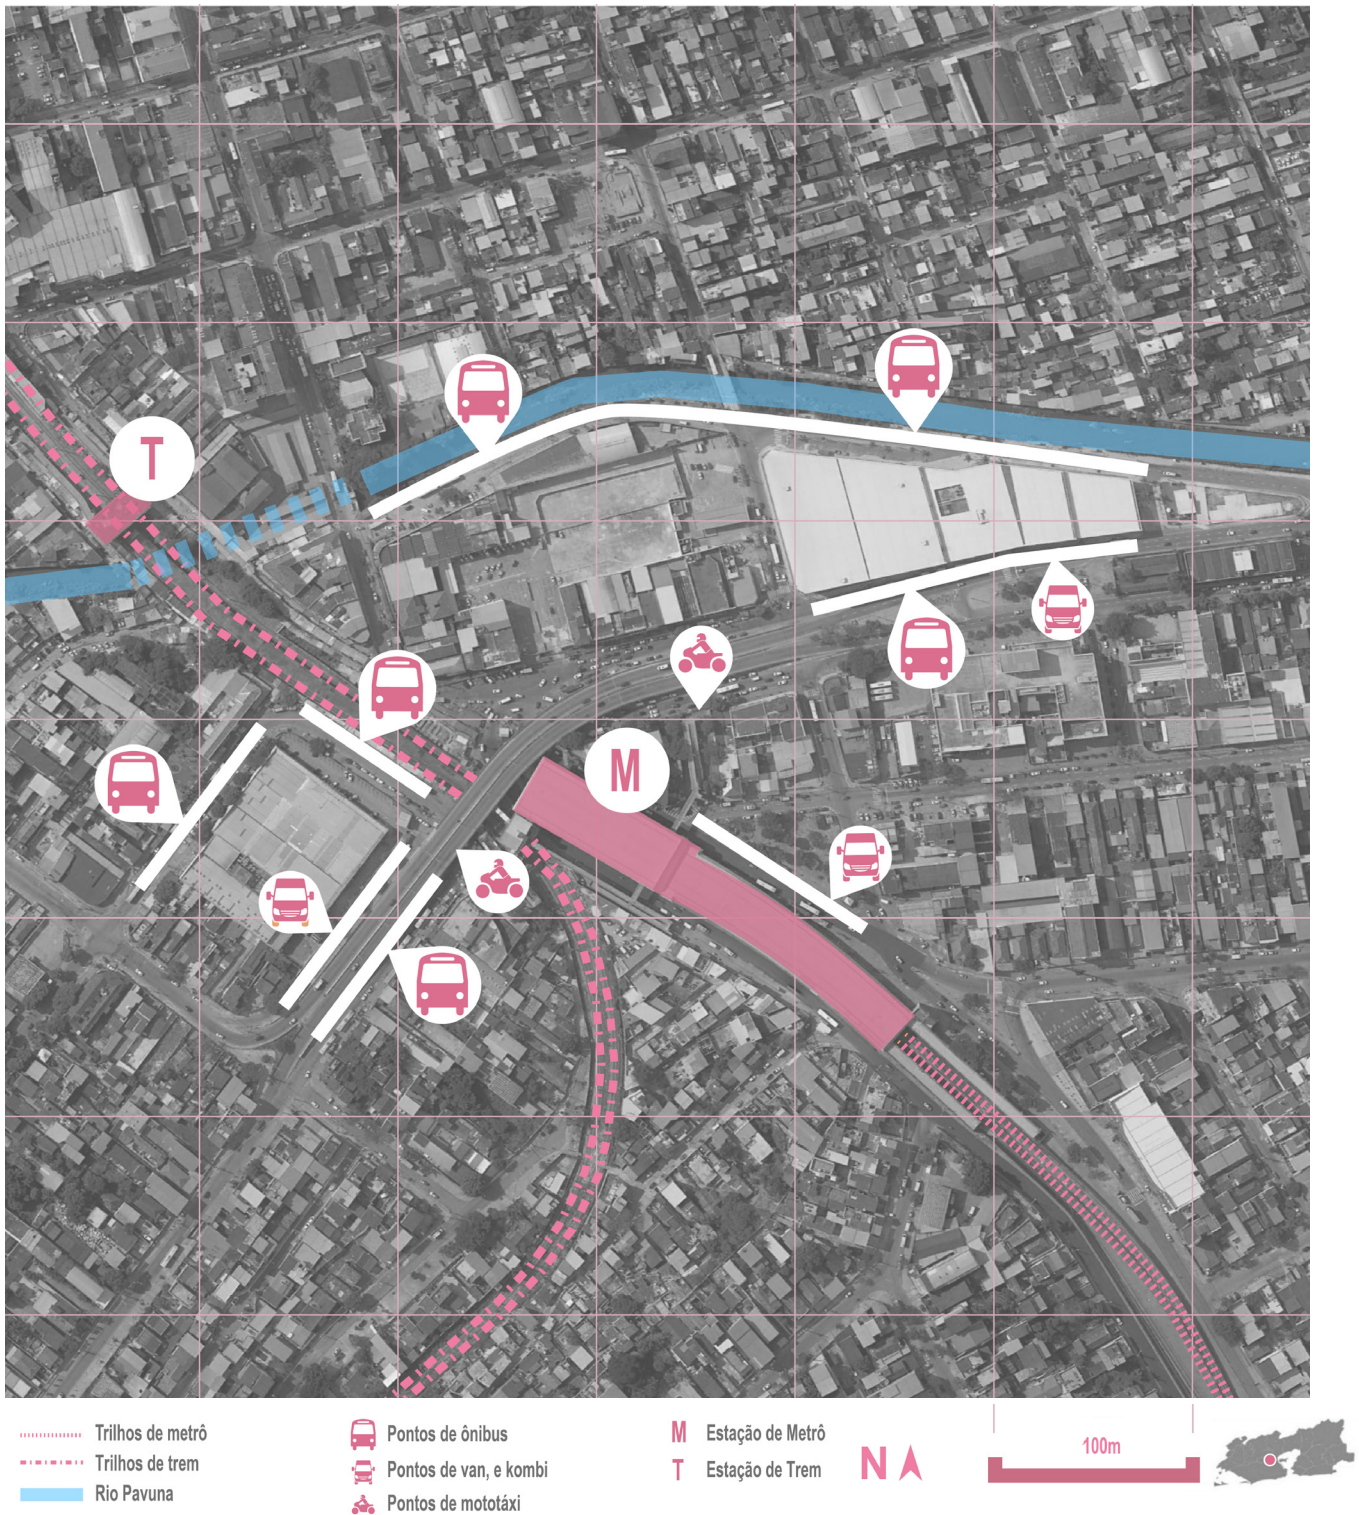 T
M
Trilhos de metrô
Trilhos de trem
Rio Pavuna
Pontos de ônibus
Pontos de van, e kombi
Pontos de mototáxi
M Estação de Metrô
T Estação de Trem
N
100m